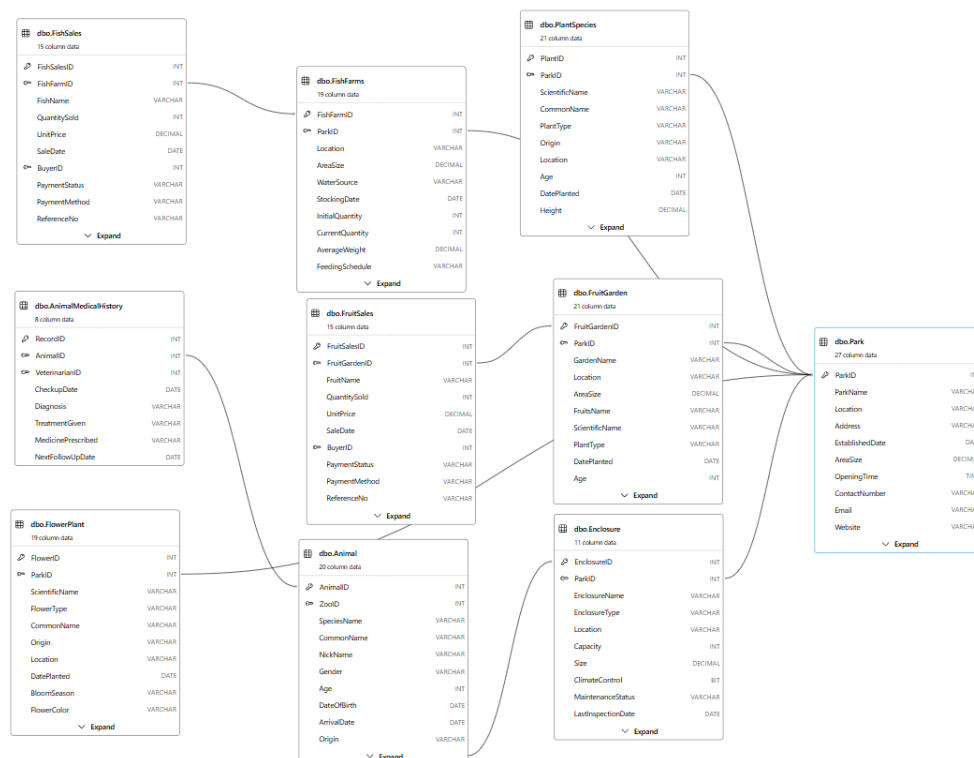 dbo.FishSales
15 column data
FishSalesID INT
FishFarmID INT
FishName VARCHAR
QuantitySold INT
UnitPrice DECIMAL
SaleDate DATE
BuyerID INT
PaymentStatus VARCHAR
PaymentMethod VARCHAR
ReferenceNo VARCHAR
Expand
dbo.FishFarms
19 column data
FishFarmID INT
ParkID INT
Location VARCHAR
AreaSize DECIMAL
WaterSource VARCHAR
StockingDate DATE
InitialQuantity INT
CurrentQuantity INT
AverageWeight DECIMAL
FeedingSchedule VARCHAR
Expand
dbo.PlantSpecies
21 column data
PlantID INT
ParkID INT
ScientificName VARCHAR
CommonName VARCHAR
PlantType VARCHAR
Origin VARCHAR
Location VARCHAR
Age INT
DatePlanted DATE
Height DECIMAL
Expand
dbo.AnimalMedicalHistory
8 column data
RecordID INT
AnimalID INT
VeterinarianID INT
CheckupDate DATE
Diagnosis VARCHAR
TreatmentGiven VARCHAR
MedicinePrescribed VARCHAR
NextFollowUpDate DATE
dbo.FruitSales
15 column data
FruitSalesID INT
FruitGardenID INT
FruitName VARCHAR
QuantitySold INT
UnitPrice DECIMAL
SaleDate DATE
BuyerID INT
PaymentStatus VARCHAR
PaymentMethod VARCHAR
ReferenceNo VARCHAR
Expand
dbo.FruitGarden
21 column data
FruitGardenID INT
ParkID INT
GardenName VARCHAR
Location VARCHAR
AreaSize DECIMAL
FruitsName VARCHAR
ScientificName VARCHAR
PlantType VARCHAR
DatePlanted DATE
Age INT
Expand
dbo.Park
27 column data
ParkID
ParkName
Location
Address
EstablishedDate
AreaSize
OpeningTime
ContactNumber
Email
Website
Expand
dbo.FlowerPlant
19 column data
FlowerID INT
ParkID INT
ScientificName VARCHAR
FlowerType VARCHAR
CommonName VARCHAR
Origin VARCHAR
Location VARCHAR
DatePlanted DATE
BloomSeason VARCHAR
FlowerColor VARCHAR
Expand
dbo.Animal
20 column data
AnimalID INT
ZooID INT
SpeciesName VARCHAR
CommonName VARCHAR
NickName VARCHAR
Gender VARCHAR
Age INT
DateOfBirth DATE
ArrivalDate DATE
Origin VARCHAR
Expand
dbo.Enclosure
11 column data
EnclosureID INT
ParkID INT
EnclosureName VARCHAR
EnclosureType VARCHAR
Location VARCHAR
Capacity INT
Size DECIMAL
ClimateControl BIT
MaintenanceStatus VARCHAR
LastInspectionDate DATE
Expand